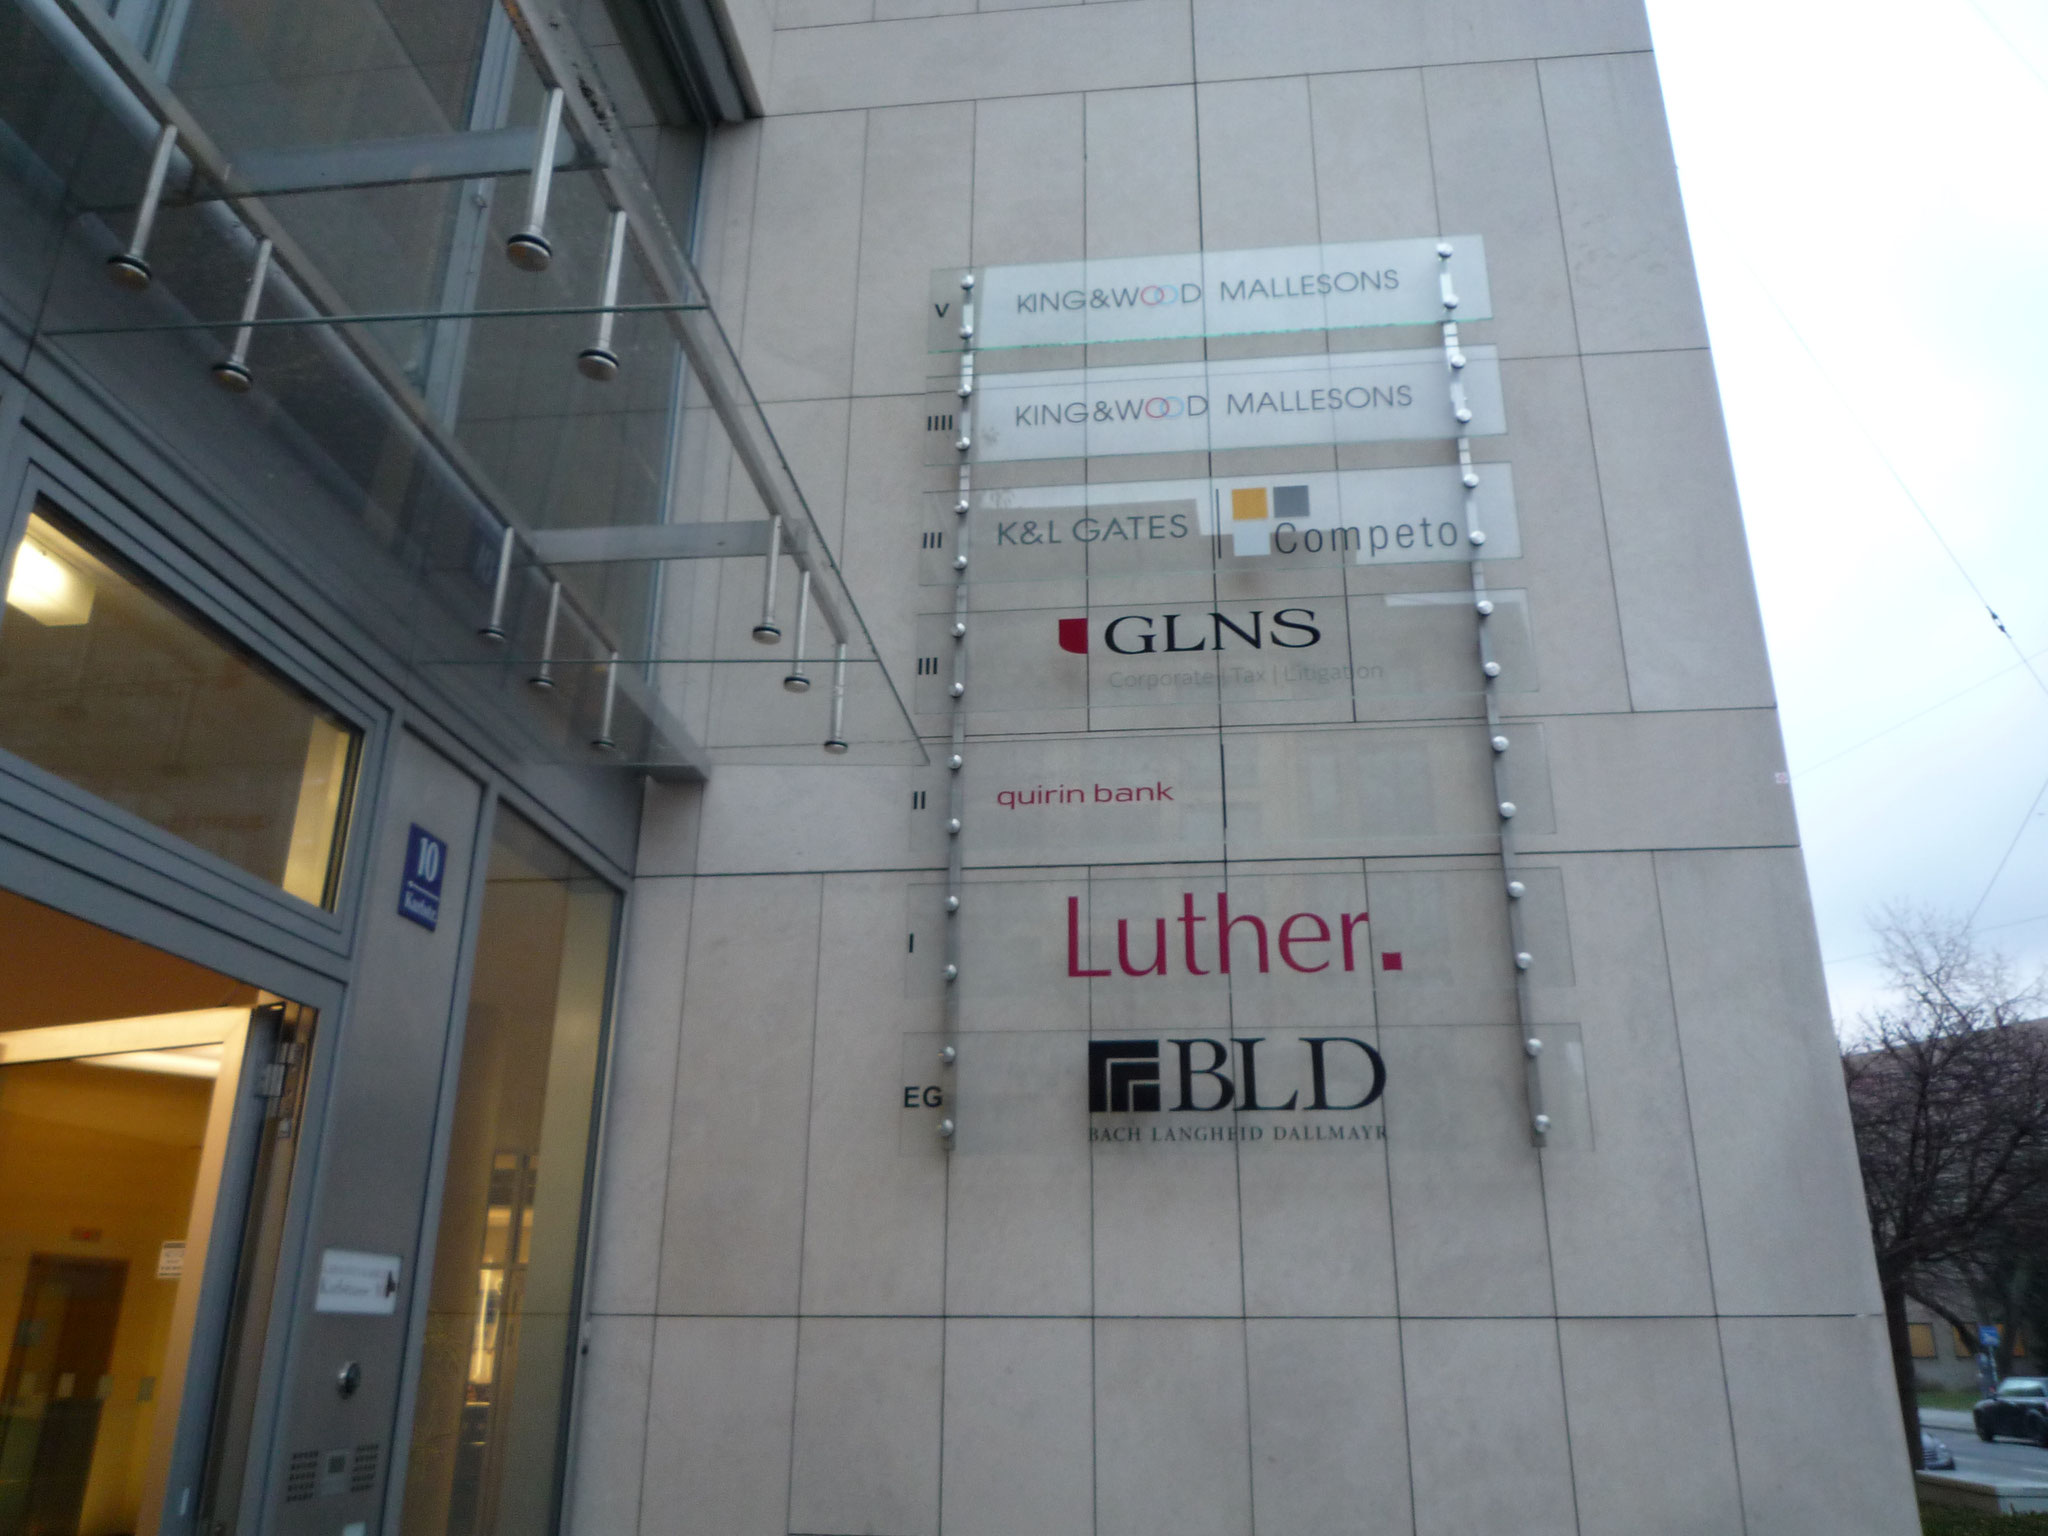 V KING&WOOD MALLESONS
IIII KING&WOOD MALLESONS
III K&L GATES Competo
III GLNS
Corporate | Tax | Litigation
II quirin bank
I Luther.
EG BLD
BACH LANGHEID DALLMAYR
10
Karlstr.